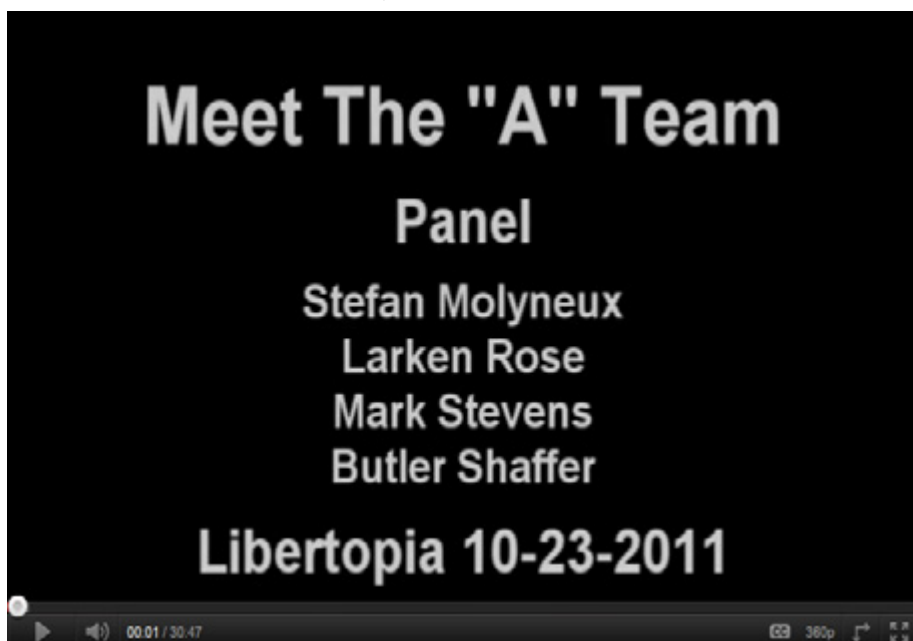 Meet The "A" Team
Panel
Stefan Molyneux
Larken Rose
Mark Stevens
Butler Shaffer
Libertopia 10-23-2011
00:01 / 30:47
CC 360p